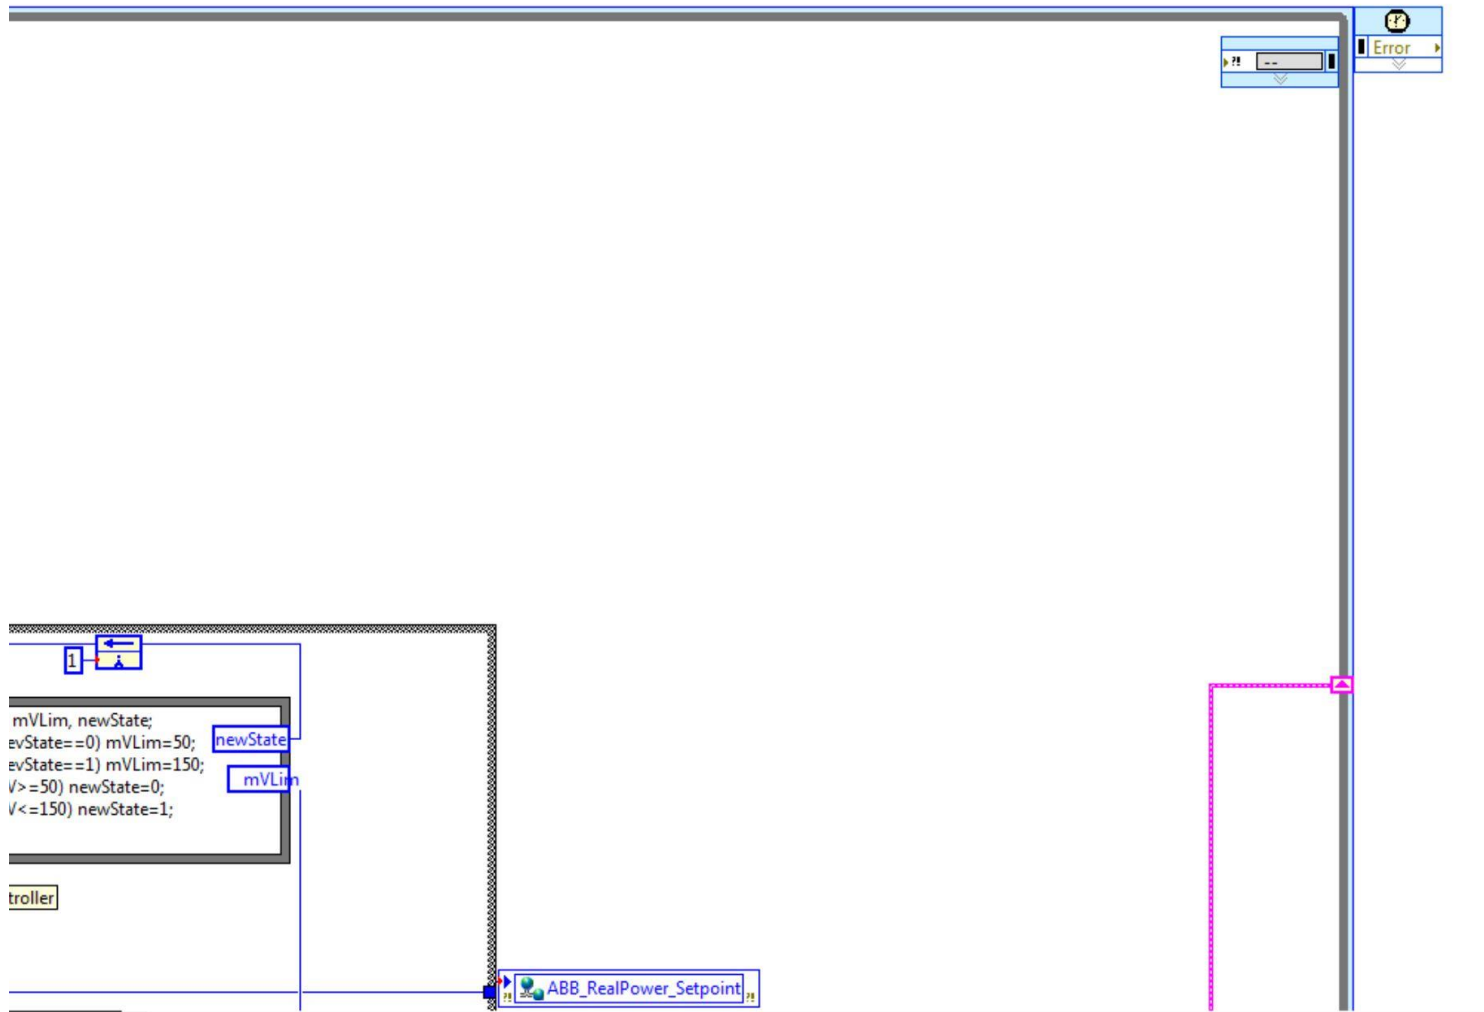 Error
?! --
1
mVLim, newState;
evState==0) mVLim=50;
newState
evState==1) mVLim=150;
mVLim
V>=50) newState=0;
V<=150) newState=1;
troller
?! ABB_RealPower_Setpoint ?!